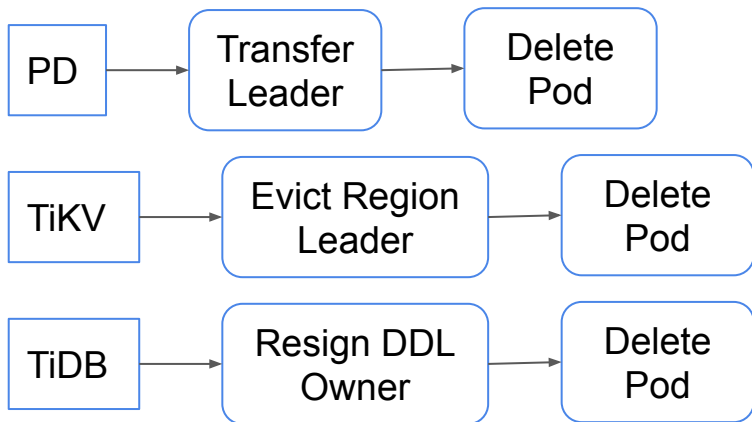 PD
Transfer
Leader
Delete
Pod
TiKV
Evict Region
Leader
Delete
Pod
TiDB
Resign DDL
Owner
Delete
Pod